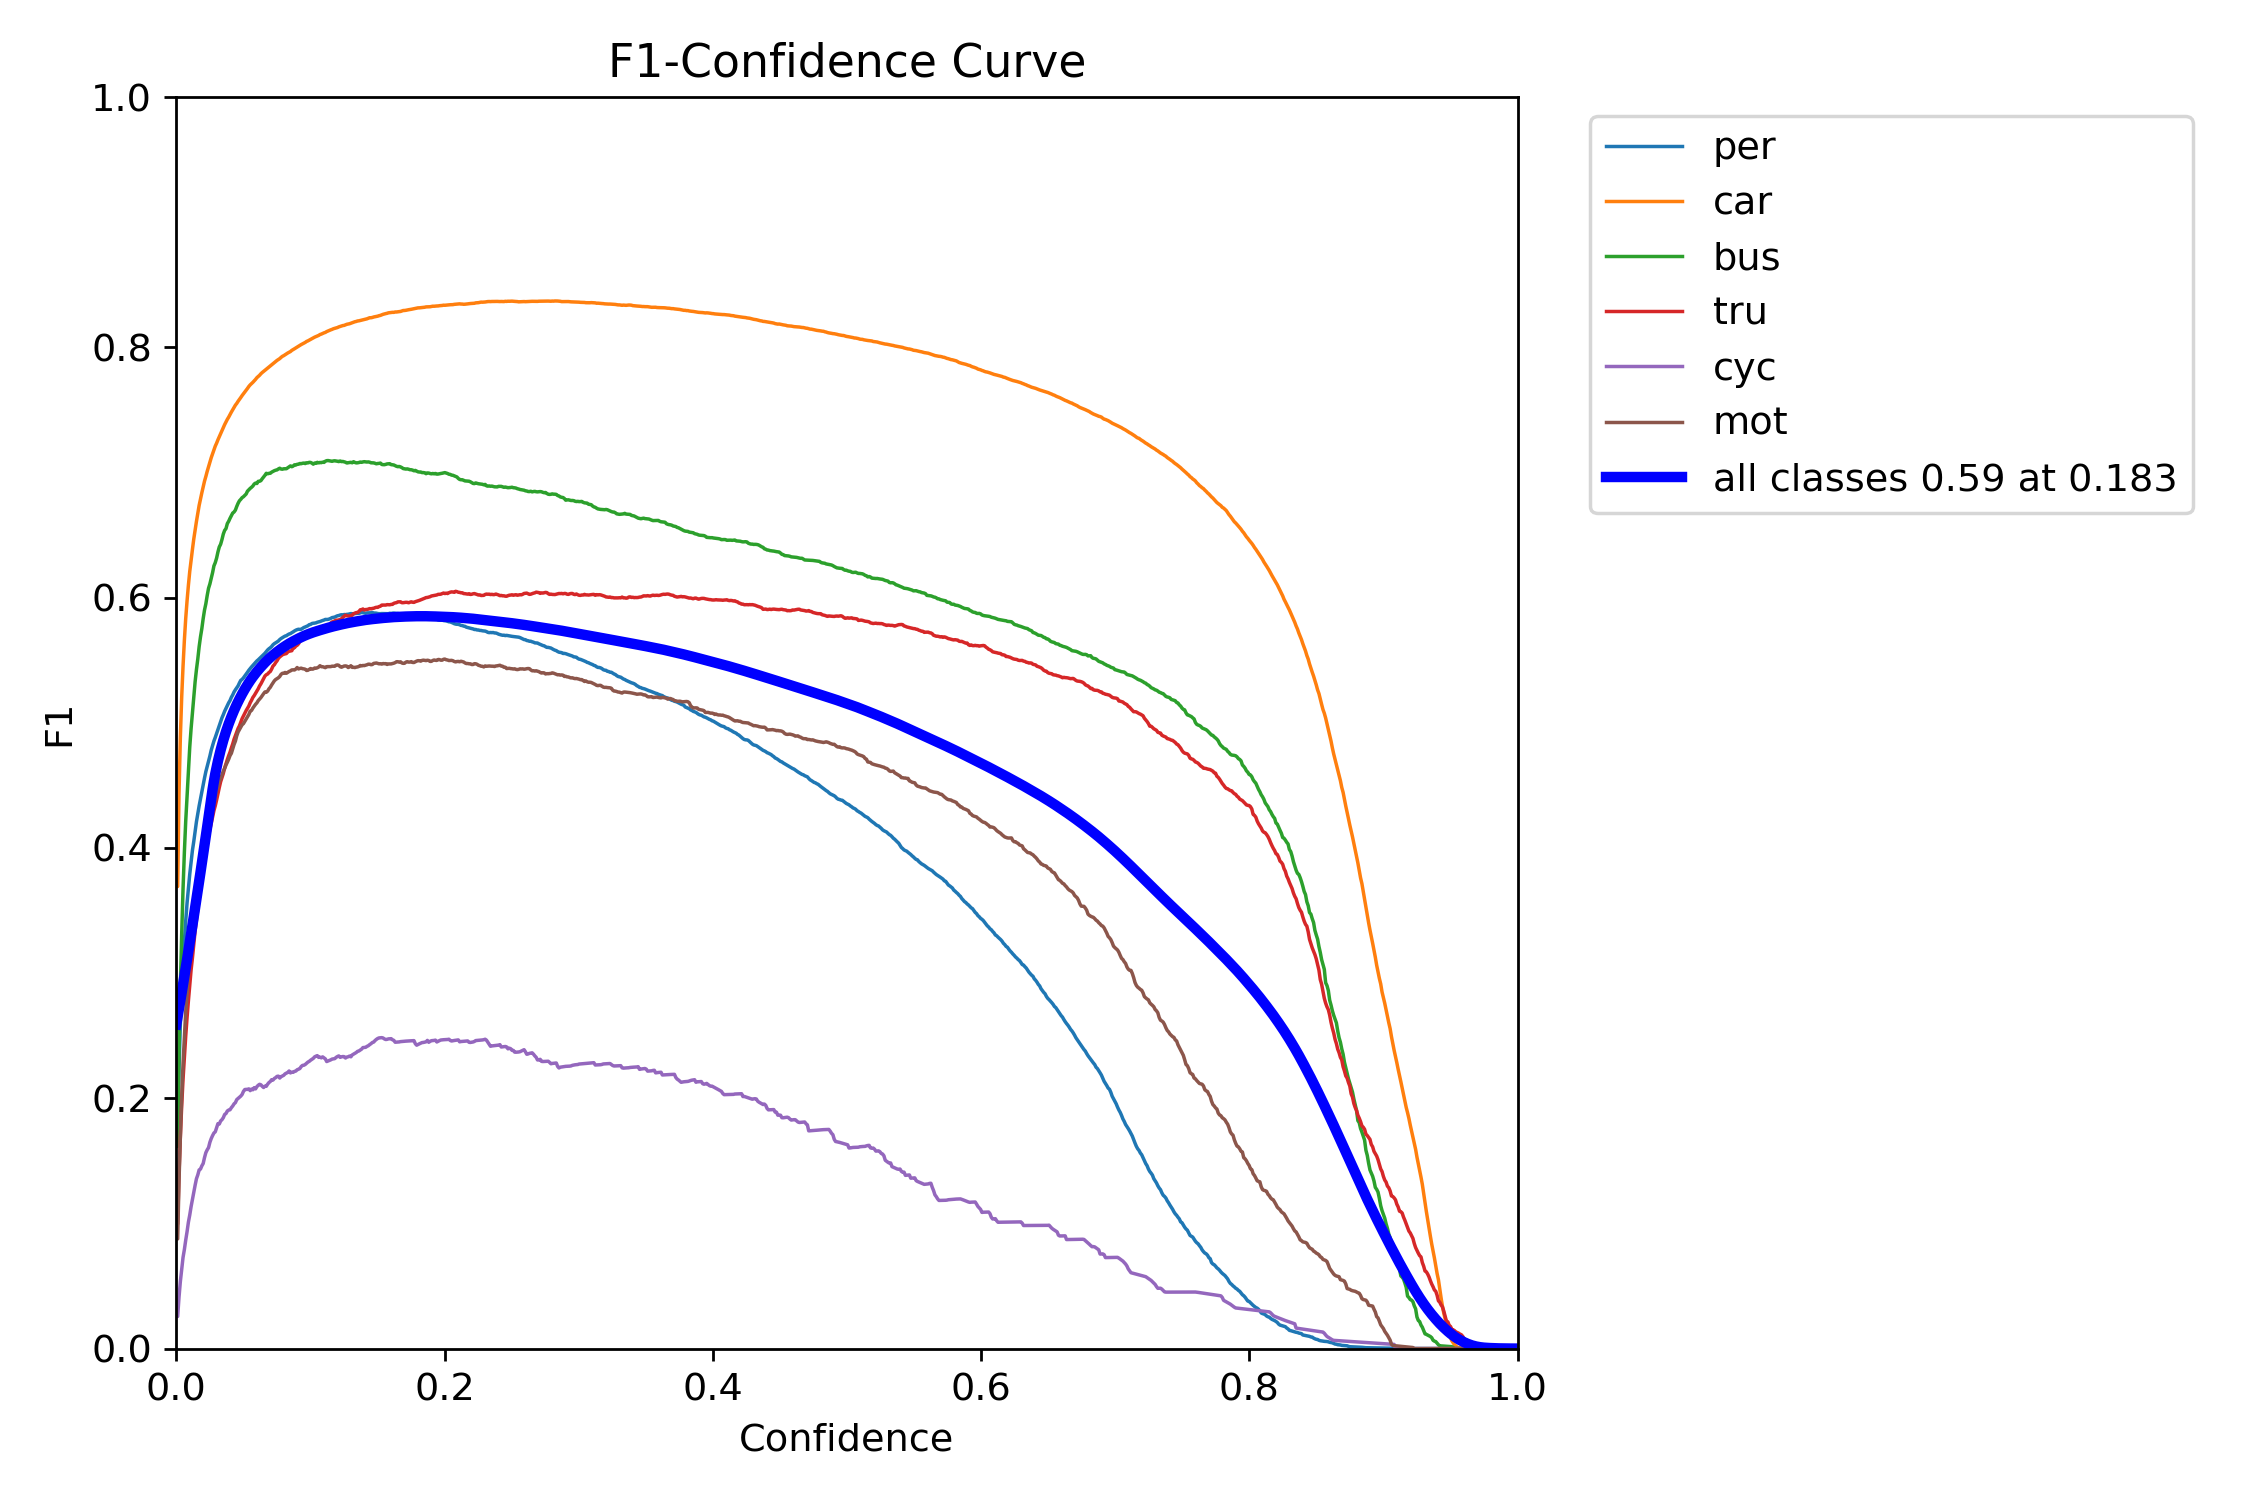 F1-Confidence Curve
1.0
0.8
0.6
0.4
0.2
0.0
F1
0.0 0.2 0.4 0.6 0.8 1.0
Confidence
per
car
bus
tru
cyc
mot
all classes 0.59 at 0.183